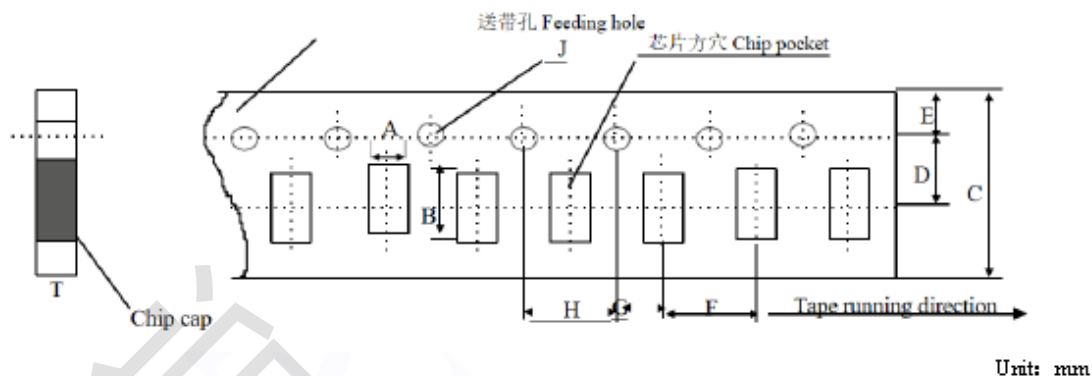 送带孔 Feeding hole
芯片方穴 Chip pocket
J
A
E
D
C
B
T
H
G
F
Tape running direction
Chip cap
Unit: mm